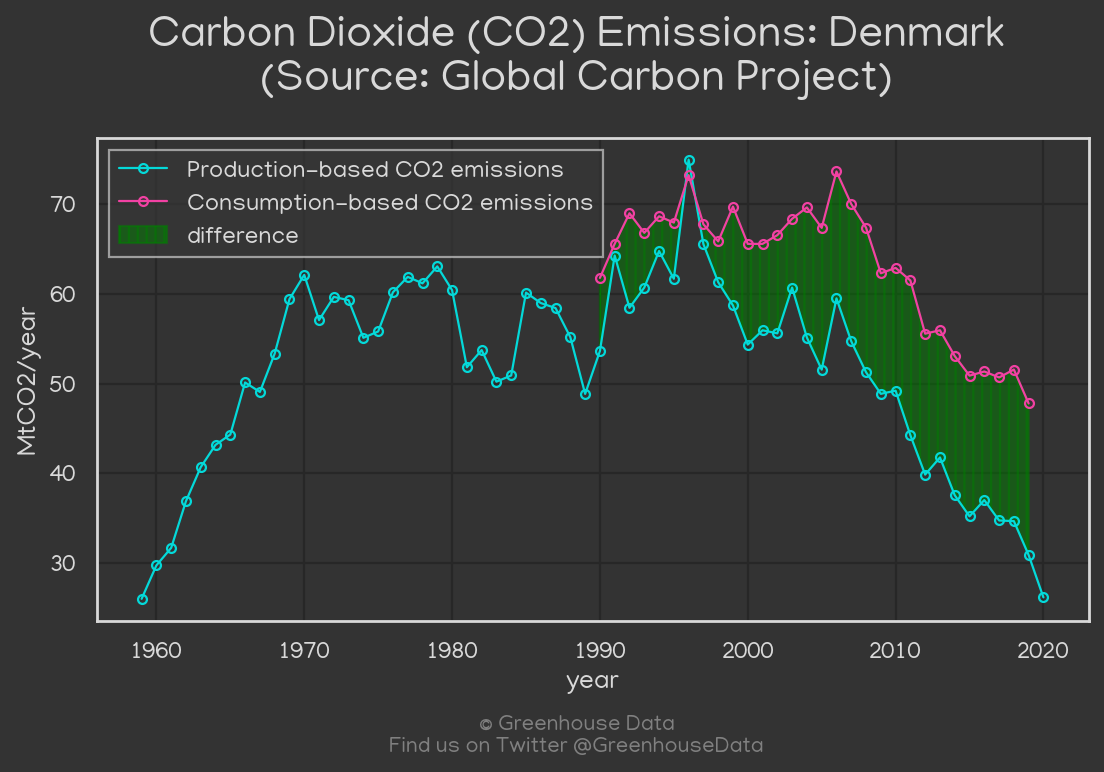 Carbon Dioxide (CO2) Emissions: Denmark
(Source: Global Carbon Project)
Production-based CO2 emissions
Consumption-based CO2 emissions
difference
MtCO2/year
70
60
50
40
30
1960 1970 1980 1990 2000 2010 2020
year
© Greenhouse Data
Find us on Twitter @GreenhouseData